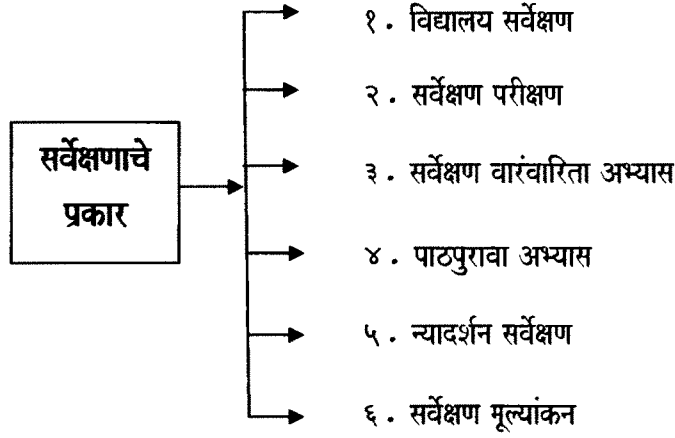 सर्वेक्षणाचे
प्रकार
१. विद्यालय सर्वेक्षण
२. सर्वेक्षण परीक्षण
३. सर्वेक्षण वारंवारिता अभ्यास
४. पाठपुरावा अभ्यास
५. न्यादर्शन सर्वेक्षण
६. सर्वेक्षण मूल्यांकन